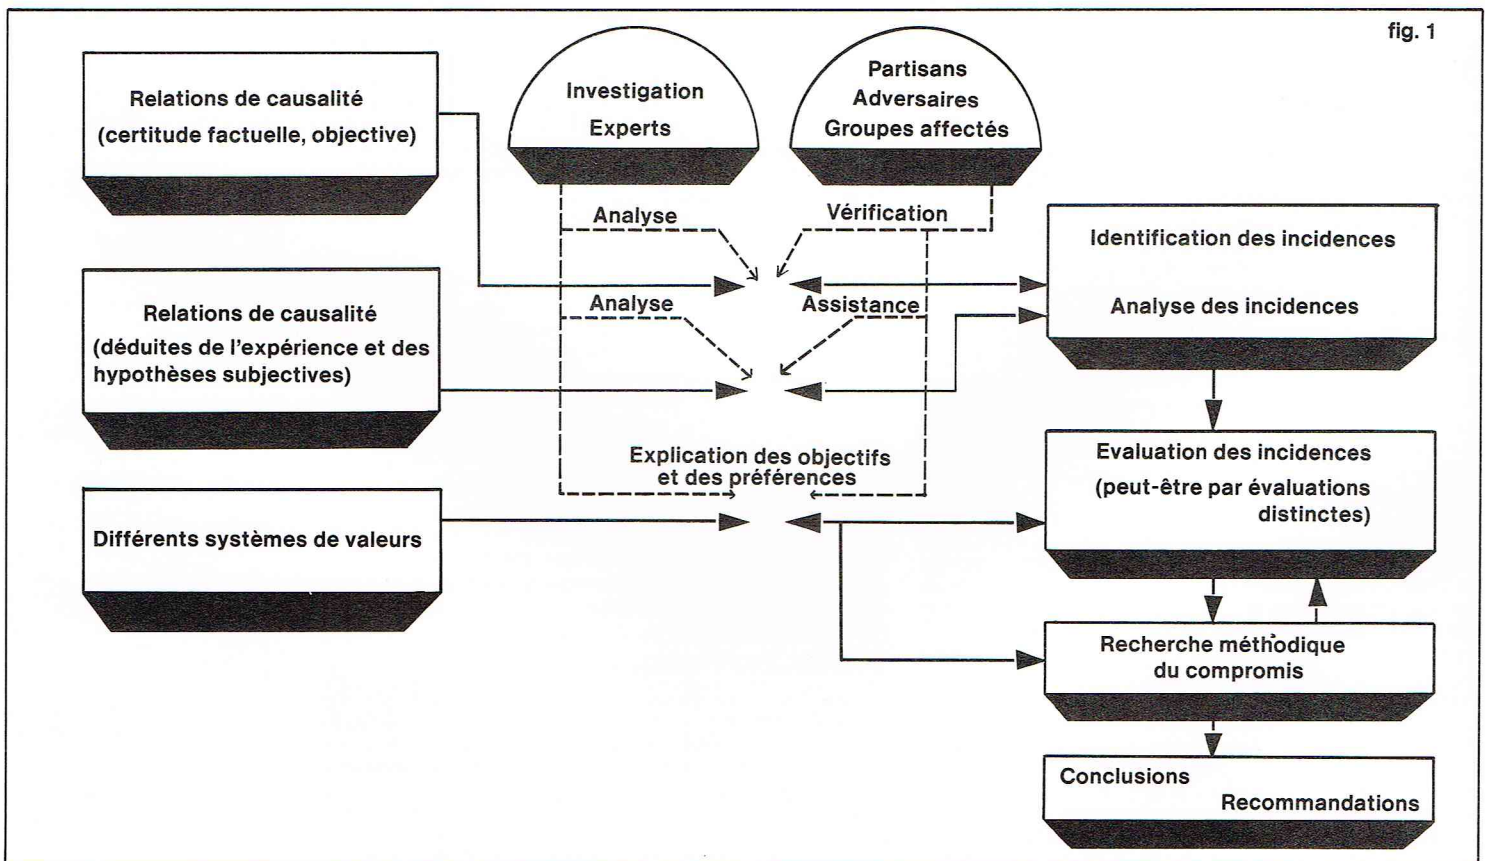 fig. 1
Relations de causalité
(certitude factuelle, objective)
Investigation
Experts
Partisans
Adversaires
Groupes affectés
Analyse
Vérification
Identification des incidences
Analyse des incidences
Relations de causalité
(déduites de l'expérience et des
hypothèses subjectives)
Analyse
Assistance
Explication des objectifs
et des préférences
Evaluation des incidences
(peut-être par évaluations
distinctes)
Différents systèmes de valeurs
Recherche méthodique
du compromis
Conclusions
Recommandations